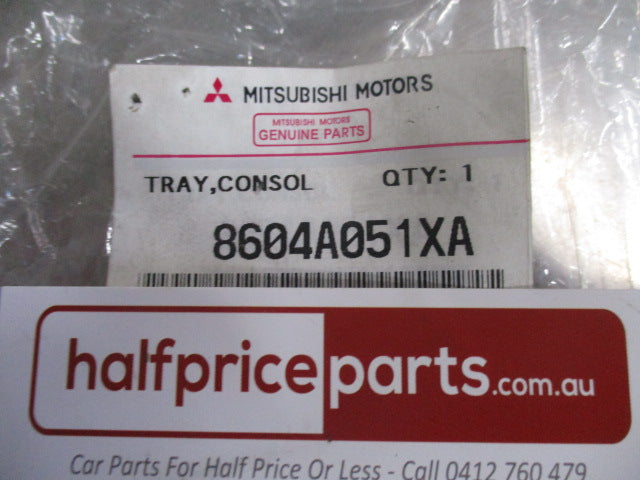 MITSUBISHI MOTORS
MITSUBISHI MOTORS
GENUINE PARTS
TRAY,CONSOL QTY: 1
8604A051XA
halfpriceparts.com.au
Car Parts For Half Price Or Less - Call 0412 760 479